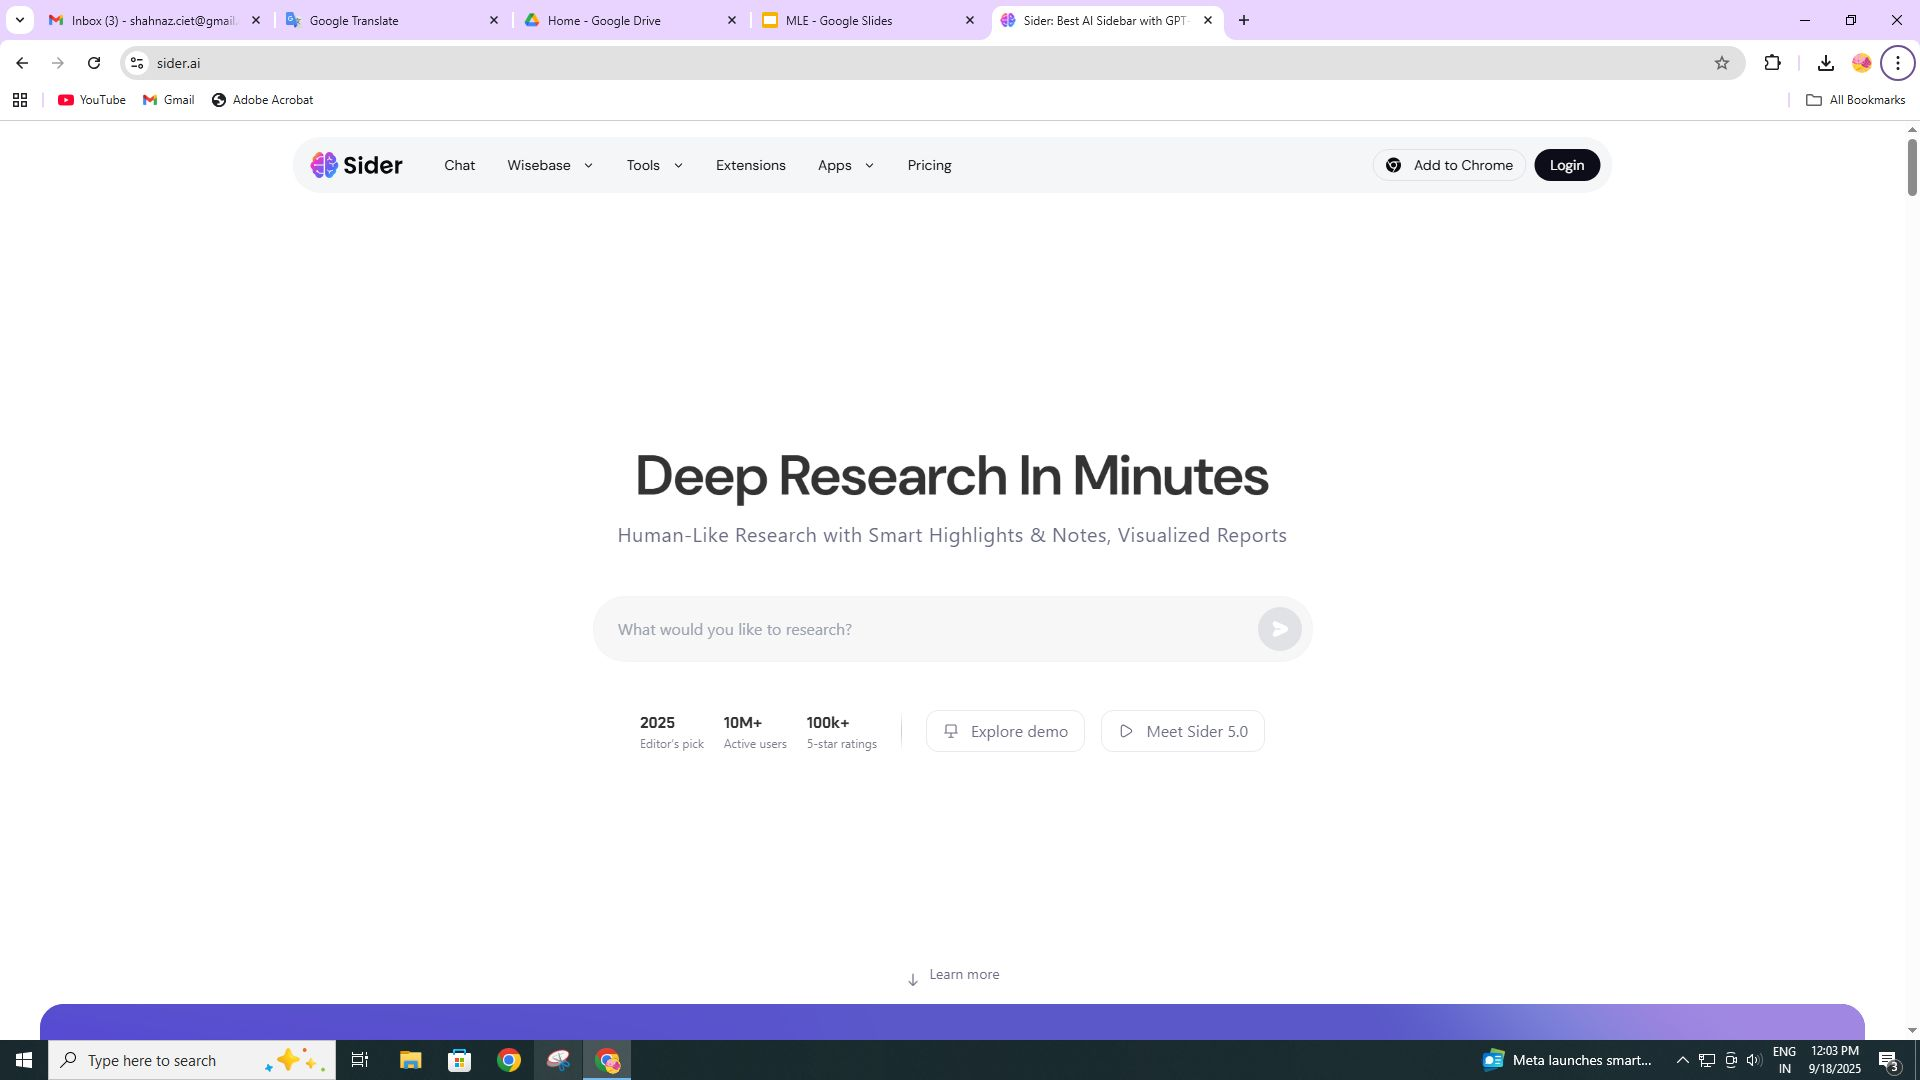 Inbox (3) - shahnaz.ciet@gmail.
Google Translate
Home - Google Drive
MLE - Google Slides
Sider: Best AI Sidebar with GPT-
sider.ai
YouTube
Gmail
Adobe Acrobat
All Bookmarks
Sider
Chat
Wisebase
Tools
Extensions
Apps
Pricing
Add to Chrome
Login
Deep Research In Minutes
Human-Like Research with Smart Highlights & Notes, Visualized Reports
What would you like to research?
2025
Editor's pick
10M+
Active users
100k+
5-star ratings
Explore demo
Meet Sider 5.0
Learn more
Type here to search
Meta launches smart...
ENG
IN
12:03 PM
9/18/2025
3